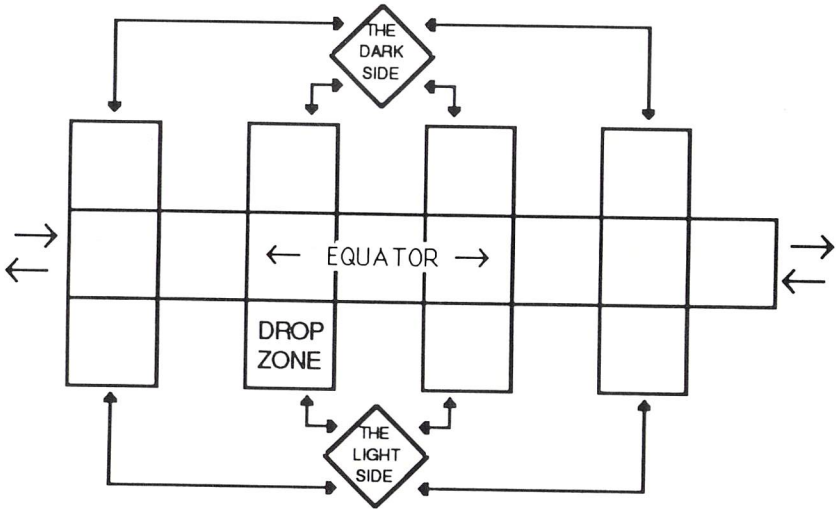 THE
DARK
SIDE
EQUATOR
DROP
ZONE
THE
LIGHT
SIDE